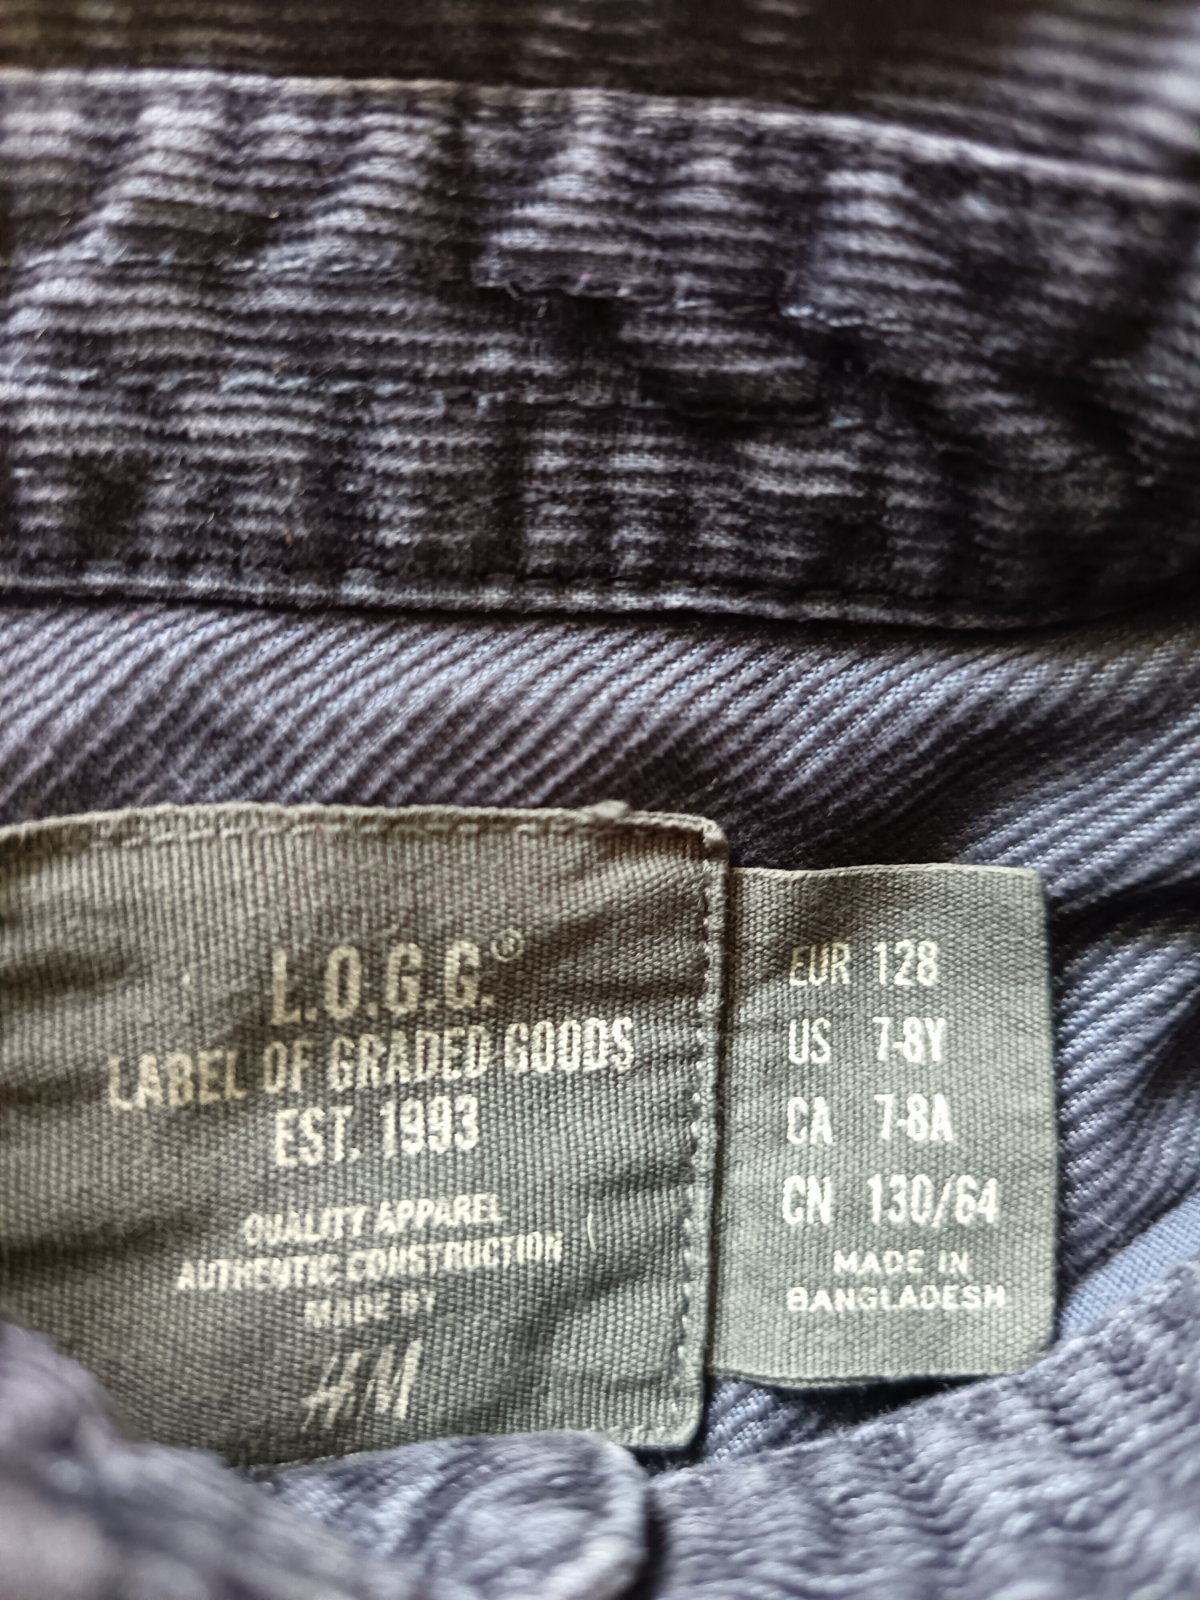 L.O.G.G.®
LABEL OF GRADED GOODS
EST. 1993
QUALITY APPAREL
AUTHENTIC CONSTRUCTION
MADE BY
H&M
EUR 128
US 7-8Y
CA 7-8A
CN 130/64
MADE IN
BANGLADESH